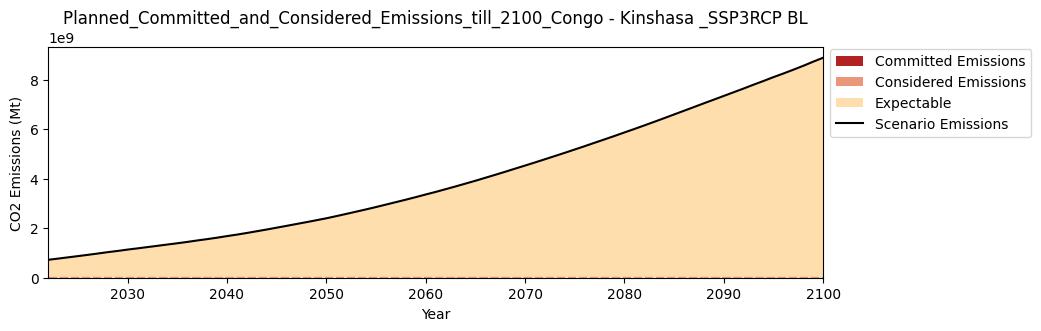 Planned_Committed_and_Considered_Emissions_till_2100_Congo - Kinshasa _SSP3RCP BL
1e9
CO2 Emissions (Mt)
8
6
4
2
0
2030 2040 2050 2060 2070 2080 2090 2100
Year
Committed Emissions
Considered Emissions
Expectable
Scenario Emissions